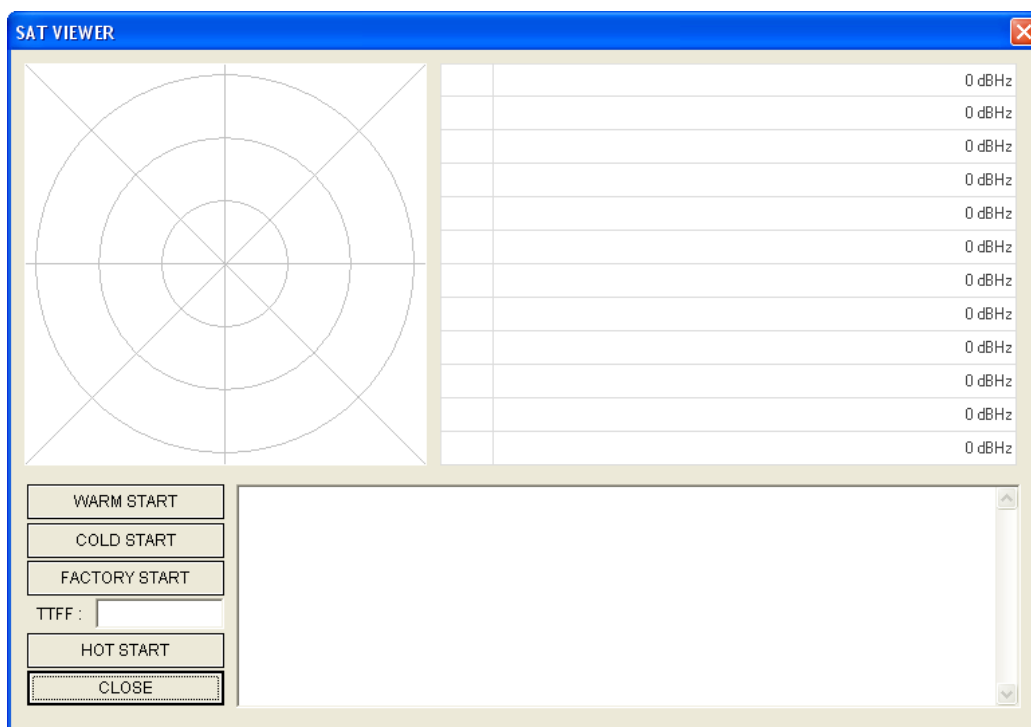 SAT VIEWER
0 dBHz
0 dBHz
0 dBHz
0 dBHz
0 dBHz
0 dBHz
0 dBHz
0 dBHz
0 dBHz
0 dBHz
0 dBHz
0 dBHz
WARM START
COLD START
FACTORY START
TTFF :
HOT START
CLOSE